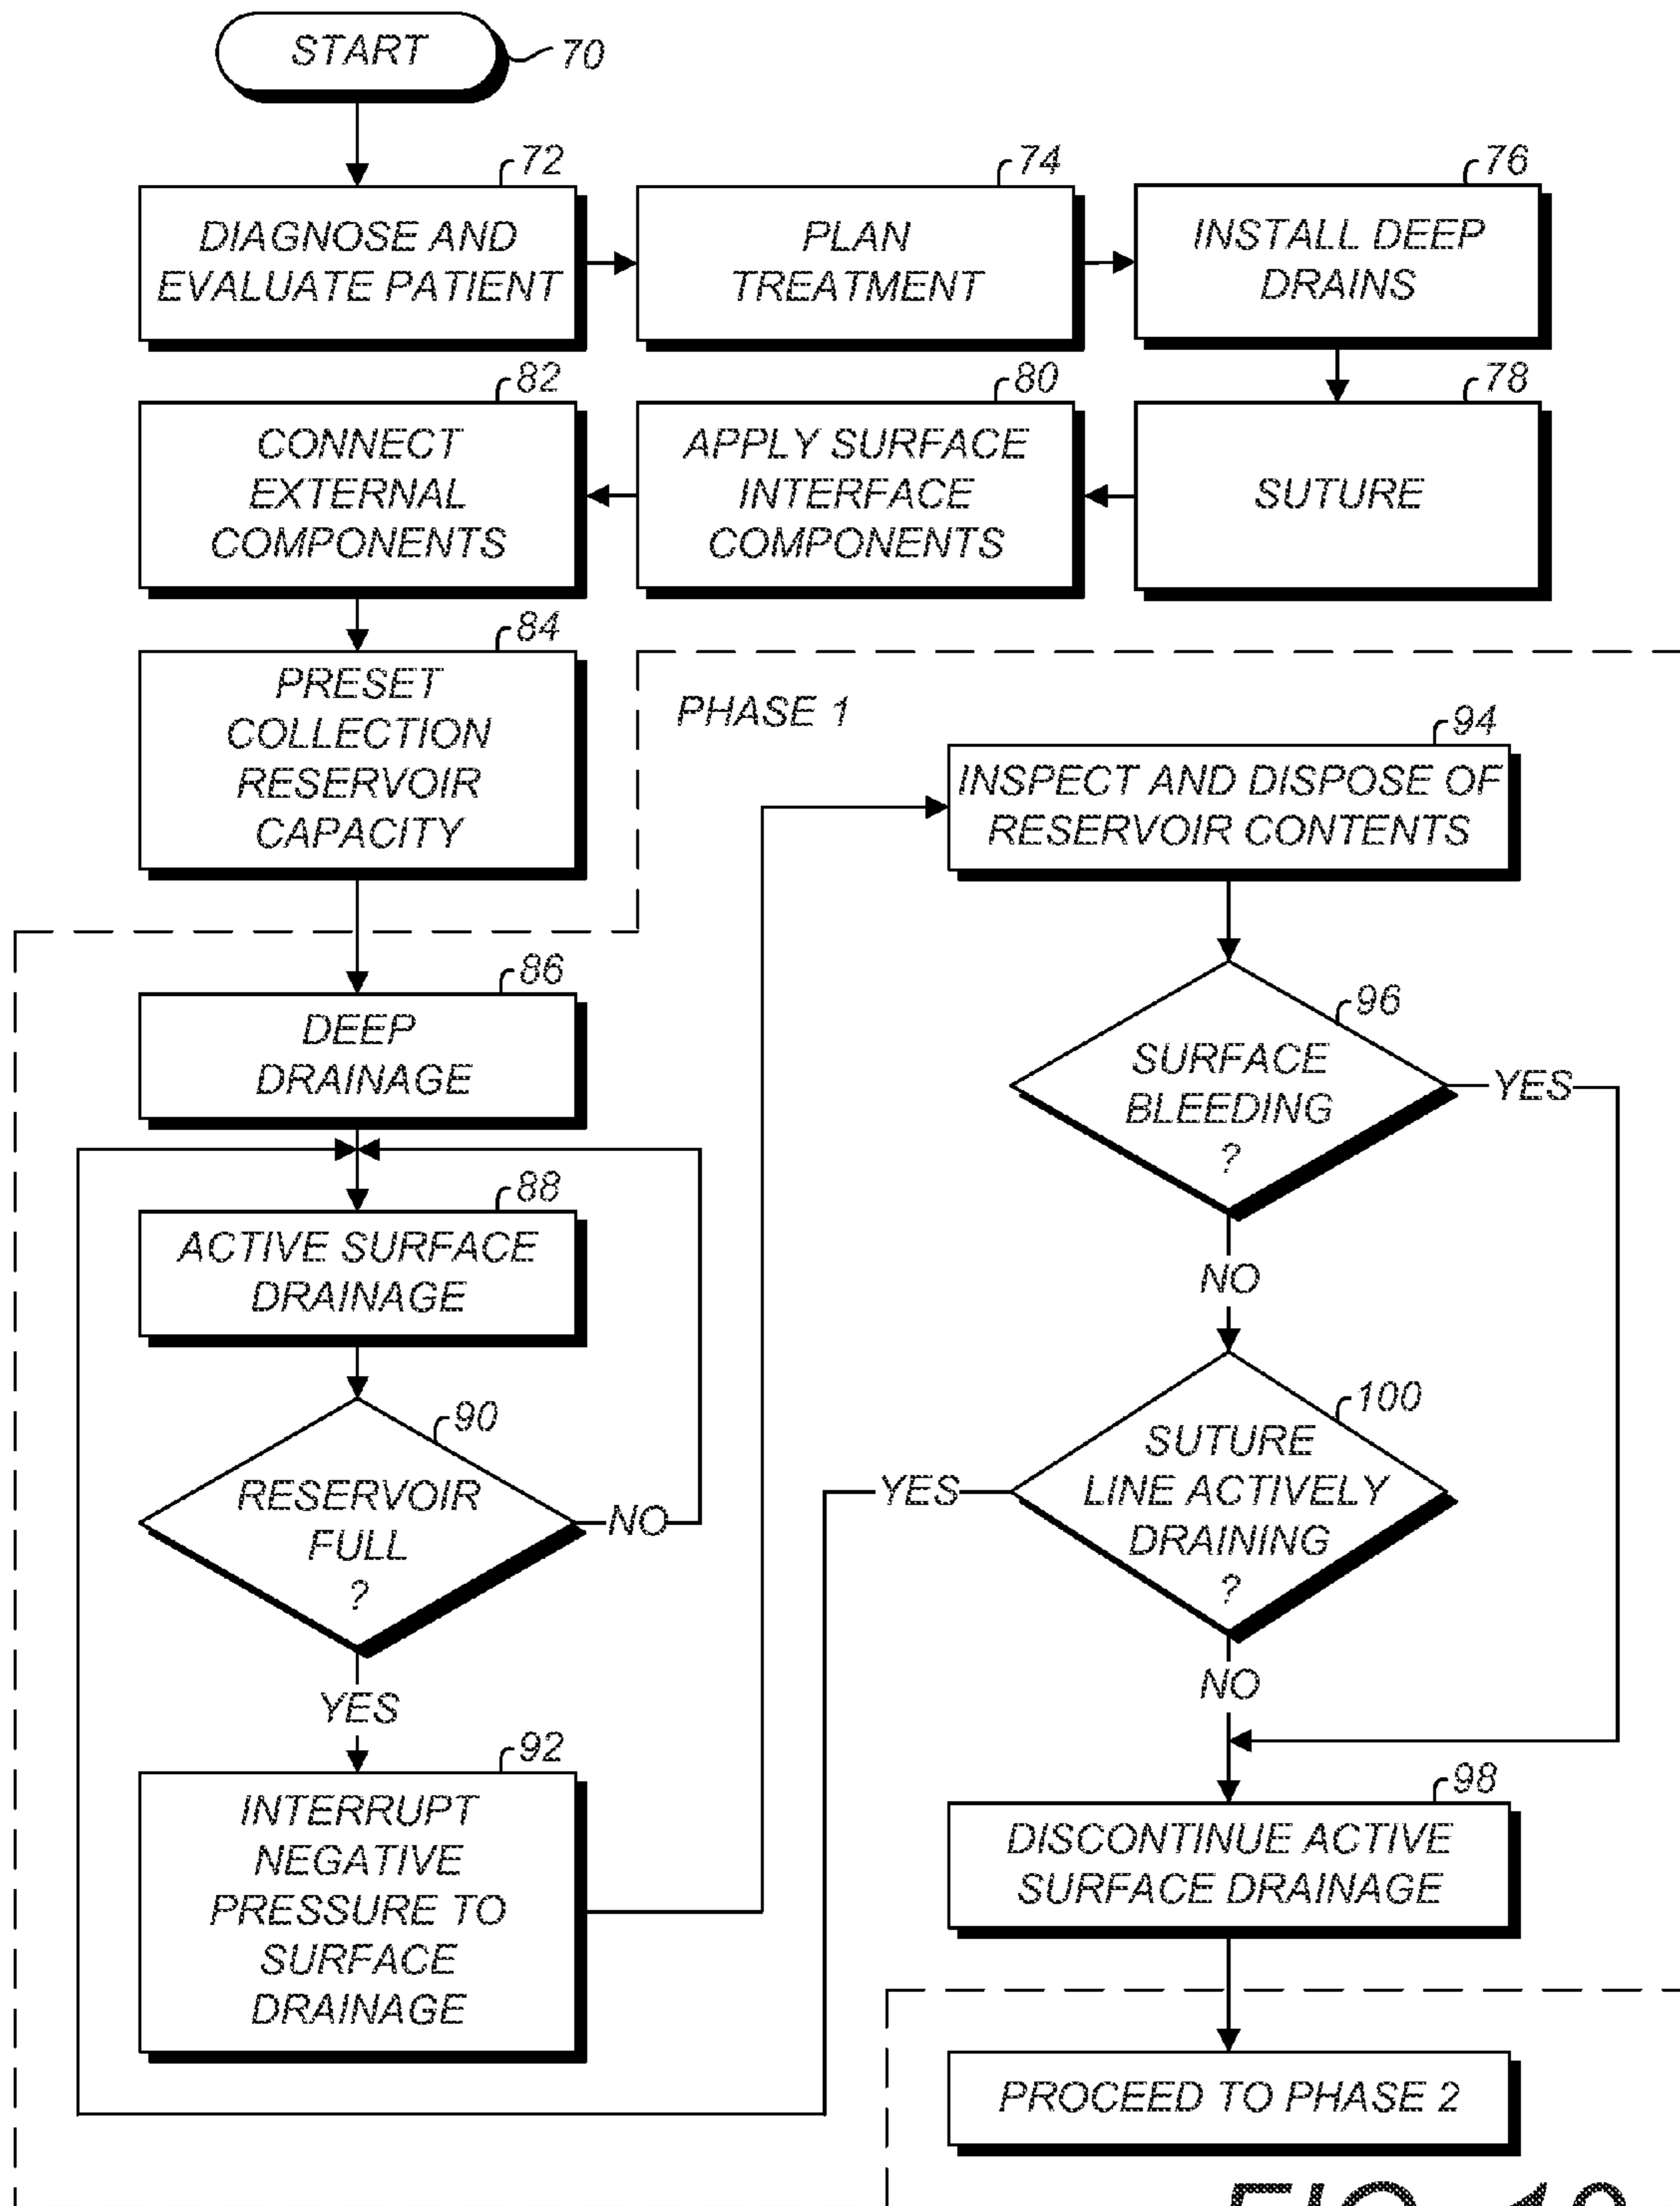 START
70
72
DIAGNOSE AND
EVALUATE PATIENT
74
PLAN
TREATMENT
76
INSTALL DEEP
DRAINS
78
SUTURE
80
APPLY SURFACE
INTERFACE
COMPONENTS
82
CONNECT
EXTERNAL
COMPONENTS
84
PRESET
COLLECTION
RESERVOIR
CAPACITY
PHASE 1
86
DEEP
DRAINAGE
88
ACTIVE SURFACE
DRAINAGE
90
RESERVOIR
FULL
?
NO
YES
92
INTERRUPT
NEGATIVE
PRESSURE TO
SURFACE
DRAINAGE
94
INSPECT AND DISPOSE OF
RESERVOIR CONTENTS
96
SURFACE
BLEEDING
?
YES
NO
100
SUTURE
LINE ACTIVELY
DRAINING
?
YES
NO
98
DISCONTINUE ACTIVE
SURFACE DRAINAGE
PROCEED TO PHASE 2